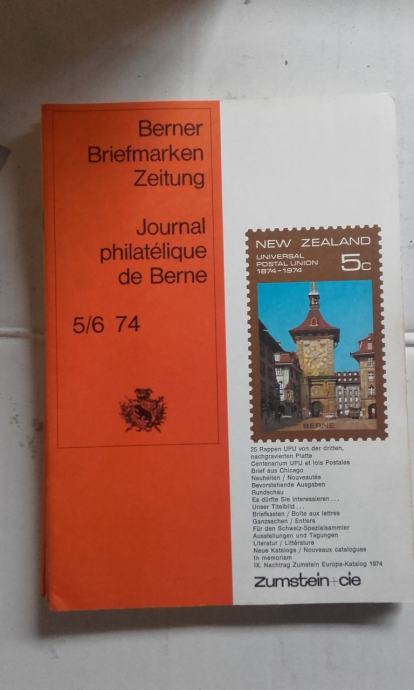 Berner
Briefmarken
Zeitung
Journal
philatélique
de Berne
5/6 74
NEW ZEALAND
UNIVERSAL
POSTAL UNION
1874-1974
5c
BERNE
25 Rappen UPU von der dritten,
nachgravierten Platte
Centenarium UPU et lois Postales
Brief aus Chicago
Neuheiten / Nouveautés
Bevorstehende Ausgaben
Rundschau
Es dürfte Sie interessieren...
Unser Titelbild...
Briefkasten / Boîte aux lettres
Ganzsachen / Entiers
Für den Schweiz-Spezialsammler
Ausstellungen und Tagungen
Literatur / Littérature
Neue Kataloge / Nouveaux catalogues
In memoriam
IX. Nachtrag Zumstein Europa-Katalog 1974
Zumstein+cie